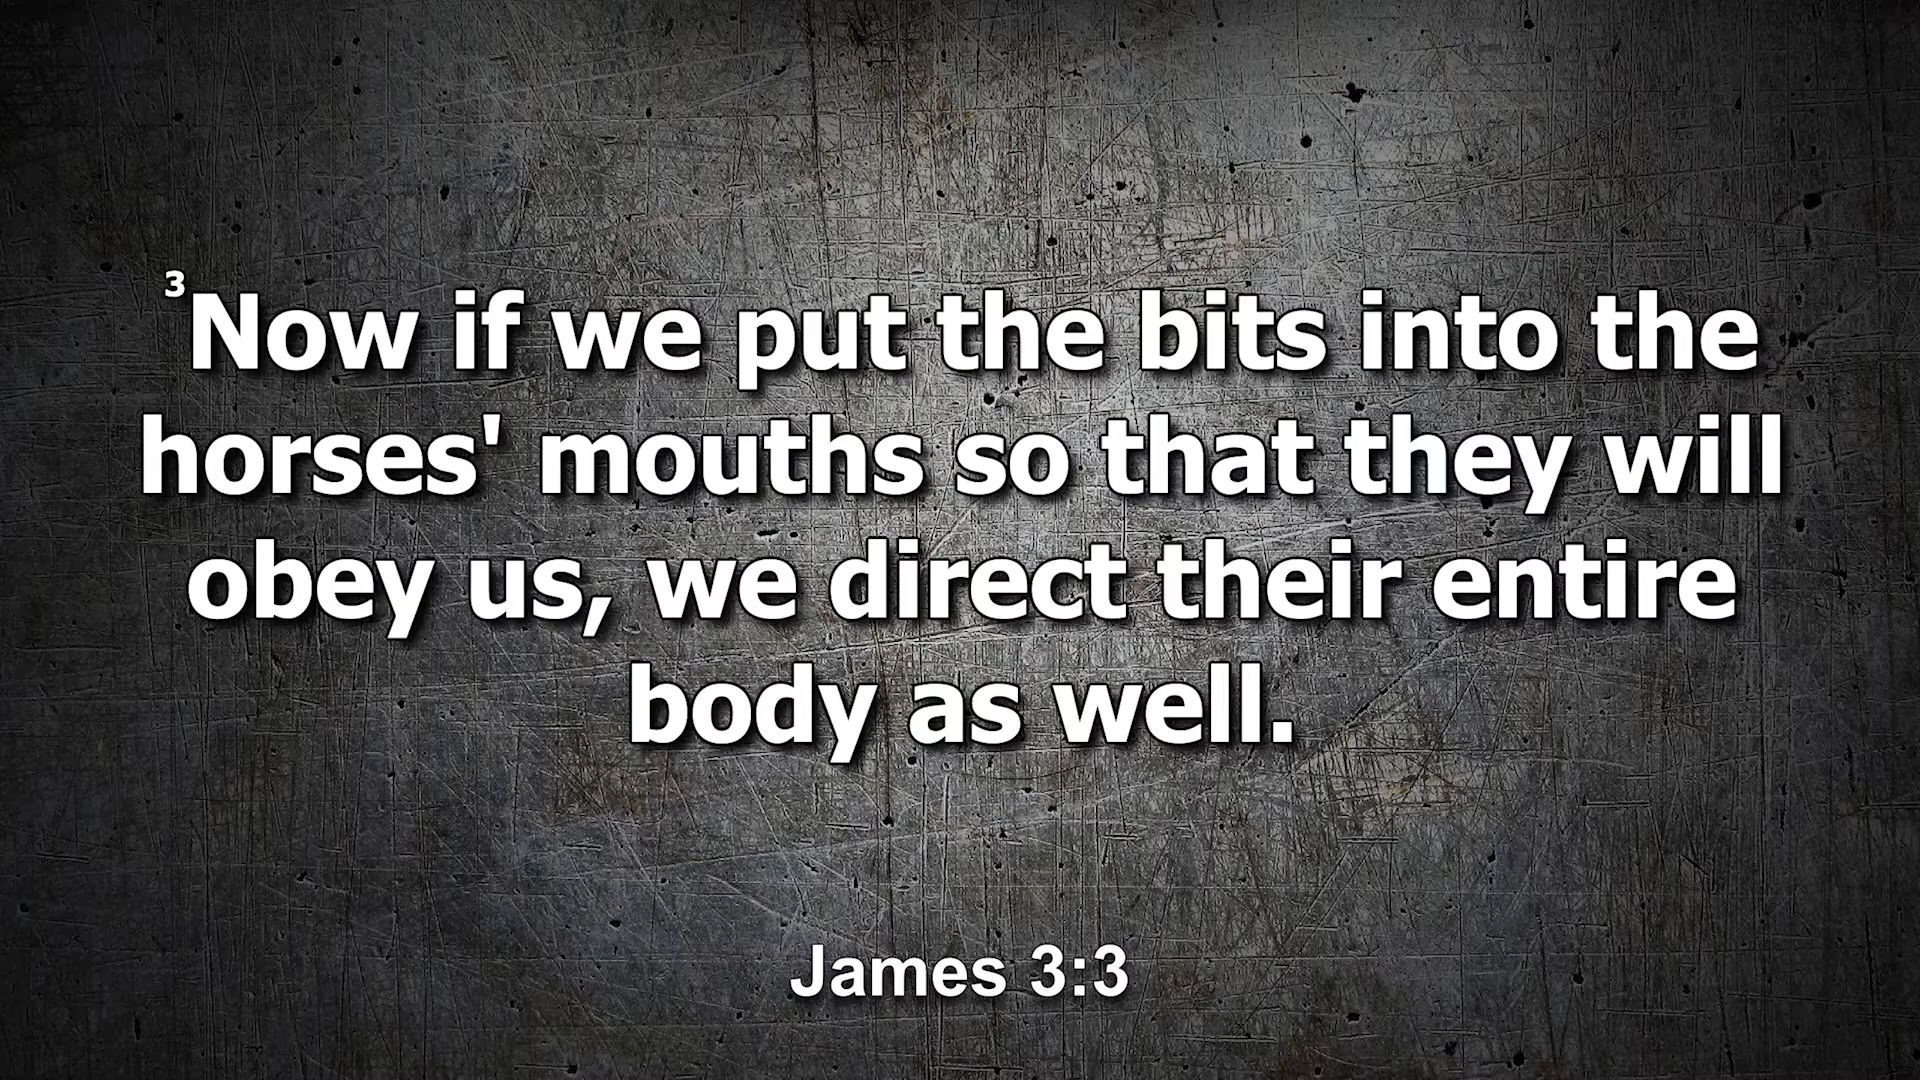 ³Now if we put the bits into the
horses' mouths so that they will
obey us, we direct their entire
body as well.
James 3:3